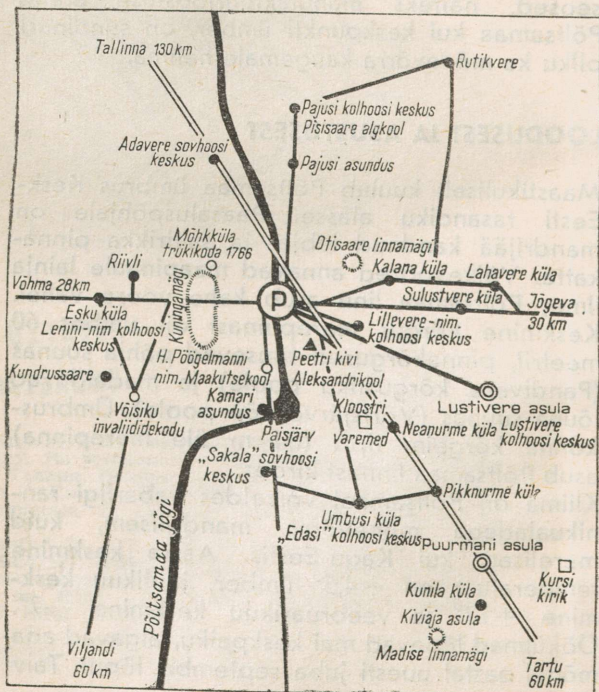 Tallinna 130 km
Rutikvere
Pajusi kolhoosi keskus
Pisisaare algkool
Adavere sovhoosi
keskus
Pajusi asundus
Möhkküla
trükikoda 1766
Otisaare linnamägi
Riivli
Kalana küla
Lahavere küla
Võhma 28km
Kuningamägi
P
Sulustvere küla
Jõgeva
30 km
Esku küla
Lenini nim kolhoosi
keskus
Lillevere-nim.
kolhoosi keskus
H. Pöögelmanni
nim. Maakutsekool
Peetri kivi
Aleksandrikool
Kundrussaare
Kamari
asundus
Lustivere asula
Lustivere
kolhoosi keskus
Võisiku
invaliididekodu
Kloostri
varemed
Neanurme küla
Paisjärv
„Sakala" sovhoosi
keskus
Pikknurme küla
Umbusi küla
„Edasi" kolhoosi keskus
Puurmani asula
Põltsamaa jõgi
Kursi
kirik
Kunila küla
Kiviaja asula
Viljandi
60 km
Madise linnamägi
Tartu
60 km